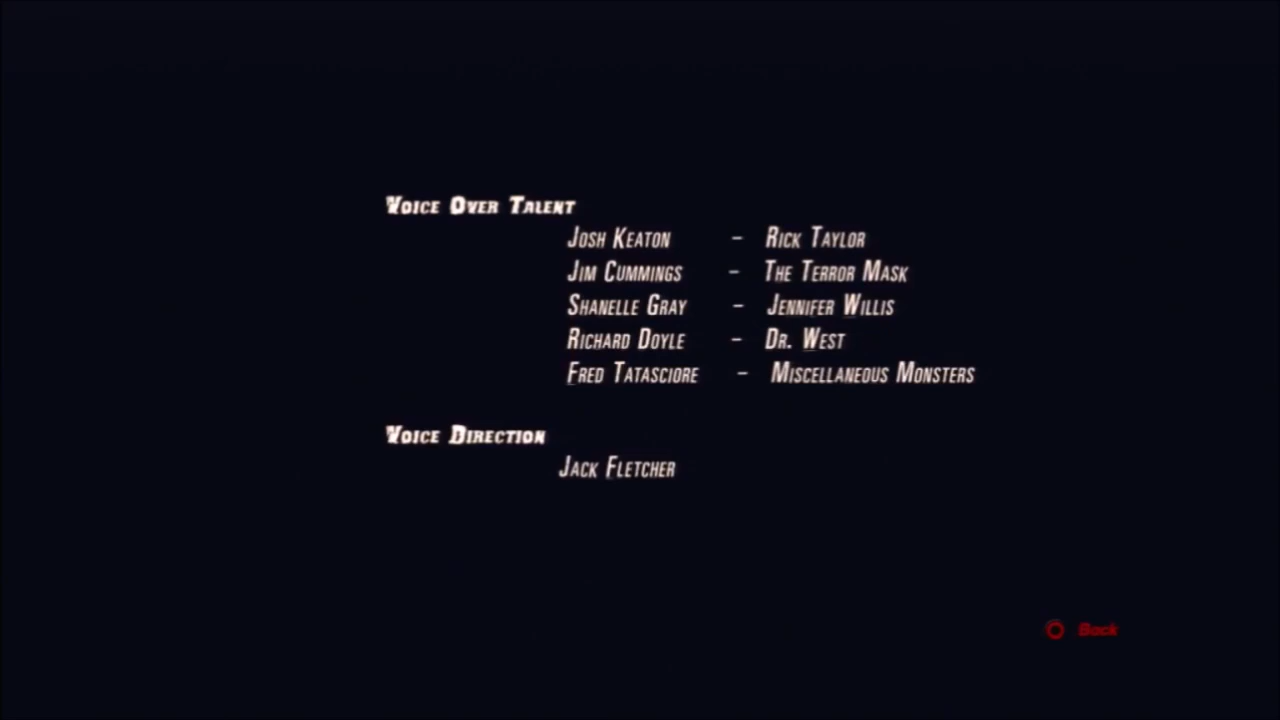 Voice Over Talent
Josh Keaton - Rick Taylor
Jim Cummings - The Terror Mask
Shanelle Gray - Jennifer Willis
Richard Doyle - Dr. West
Fred Tatasciore - Miscellaneous Monsters
Voice Direction
Jack Fletcher
Back